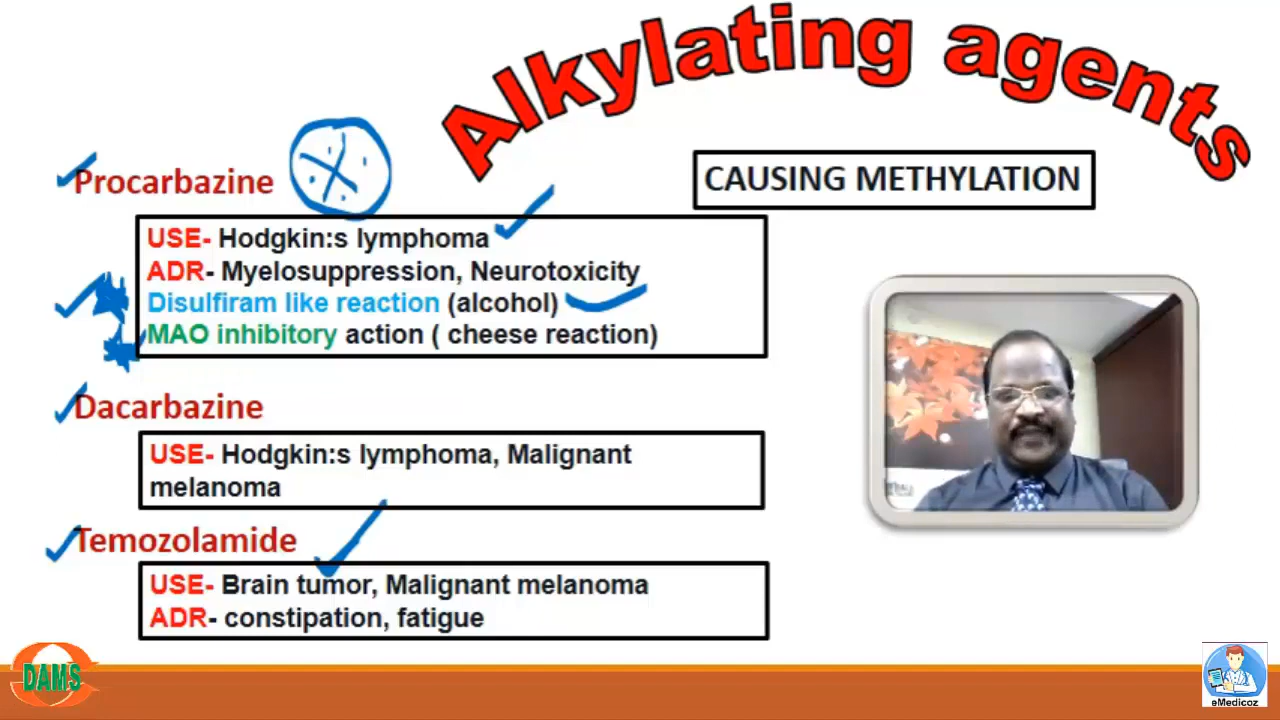 Alkylating agents
Procarbazine
CAUSING METHYLATION
USE- Hodgkin:s lymphoma
ADR- Myelosuppression, Neurotoxicity
Disulfiram like reaction (alcohol)
MAO inhibitory action ( cheese reaction)
Dacarbazine
USE- Hodgkin:s lymphoma, Malignant
melanoma
Temozolamide
USE- Brain tumor, Malignant melanoma
ADR- constipation, fatigue
DAMS
eMedicoz